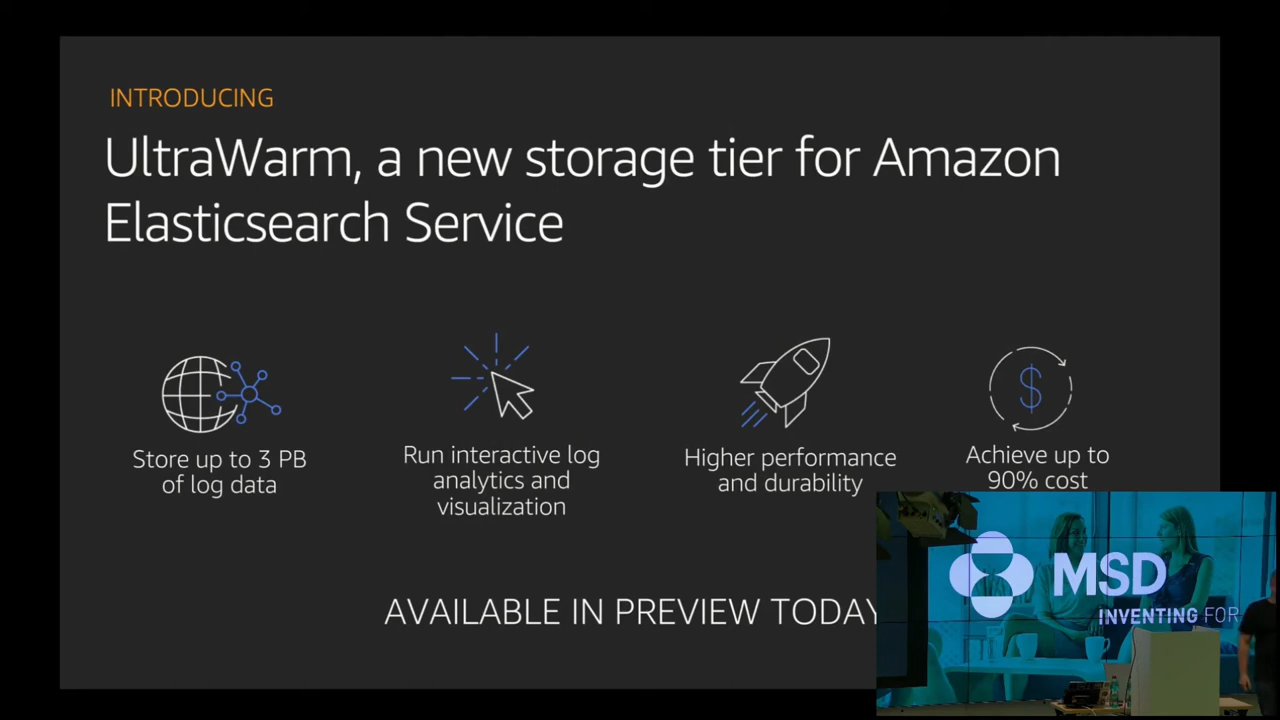 INTRODUCING
UltraWarm, a new storage tier for Amazon
Elasticsearch Service
Store up to 3 PB
of log data
Run interactive log
analytics and
visualization
Higher performance
and durability
Achieve up to
90% cost
AVAILABLE IN PREVIEW TODAY
MSD
INVENTING FOR